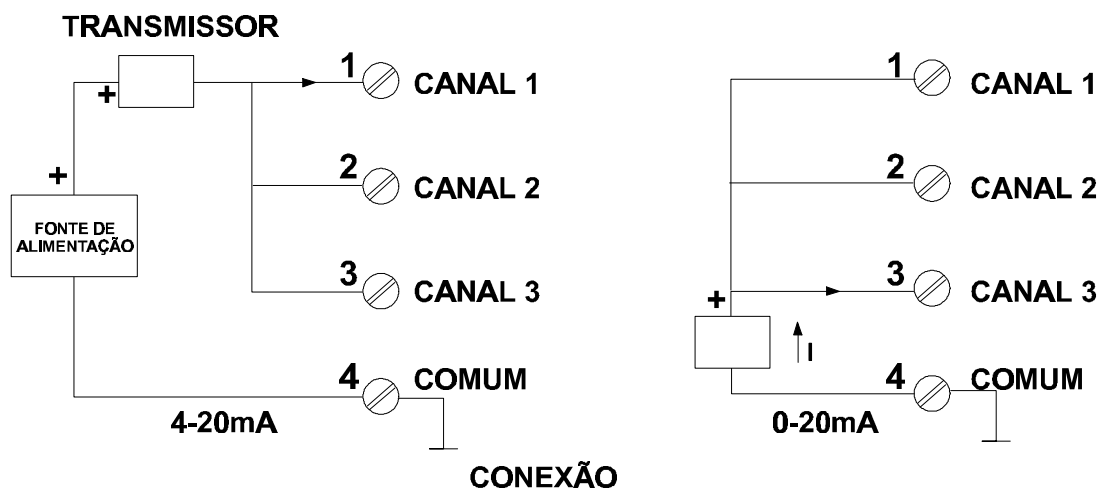 TRANSMISSOR
+
+
FONTE DE
ALIMENTAÇÃO
1 CANAL 1
2 CANAL 2
3 CANAL 3
4 COMUM
4-20mA
1 CANAL 1
2 CANAL 2
3 CANAL 3
+
I
4 COMUM
0-20mA
CONEXÃO